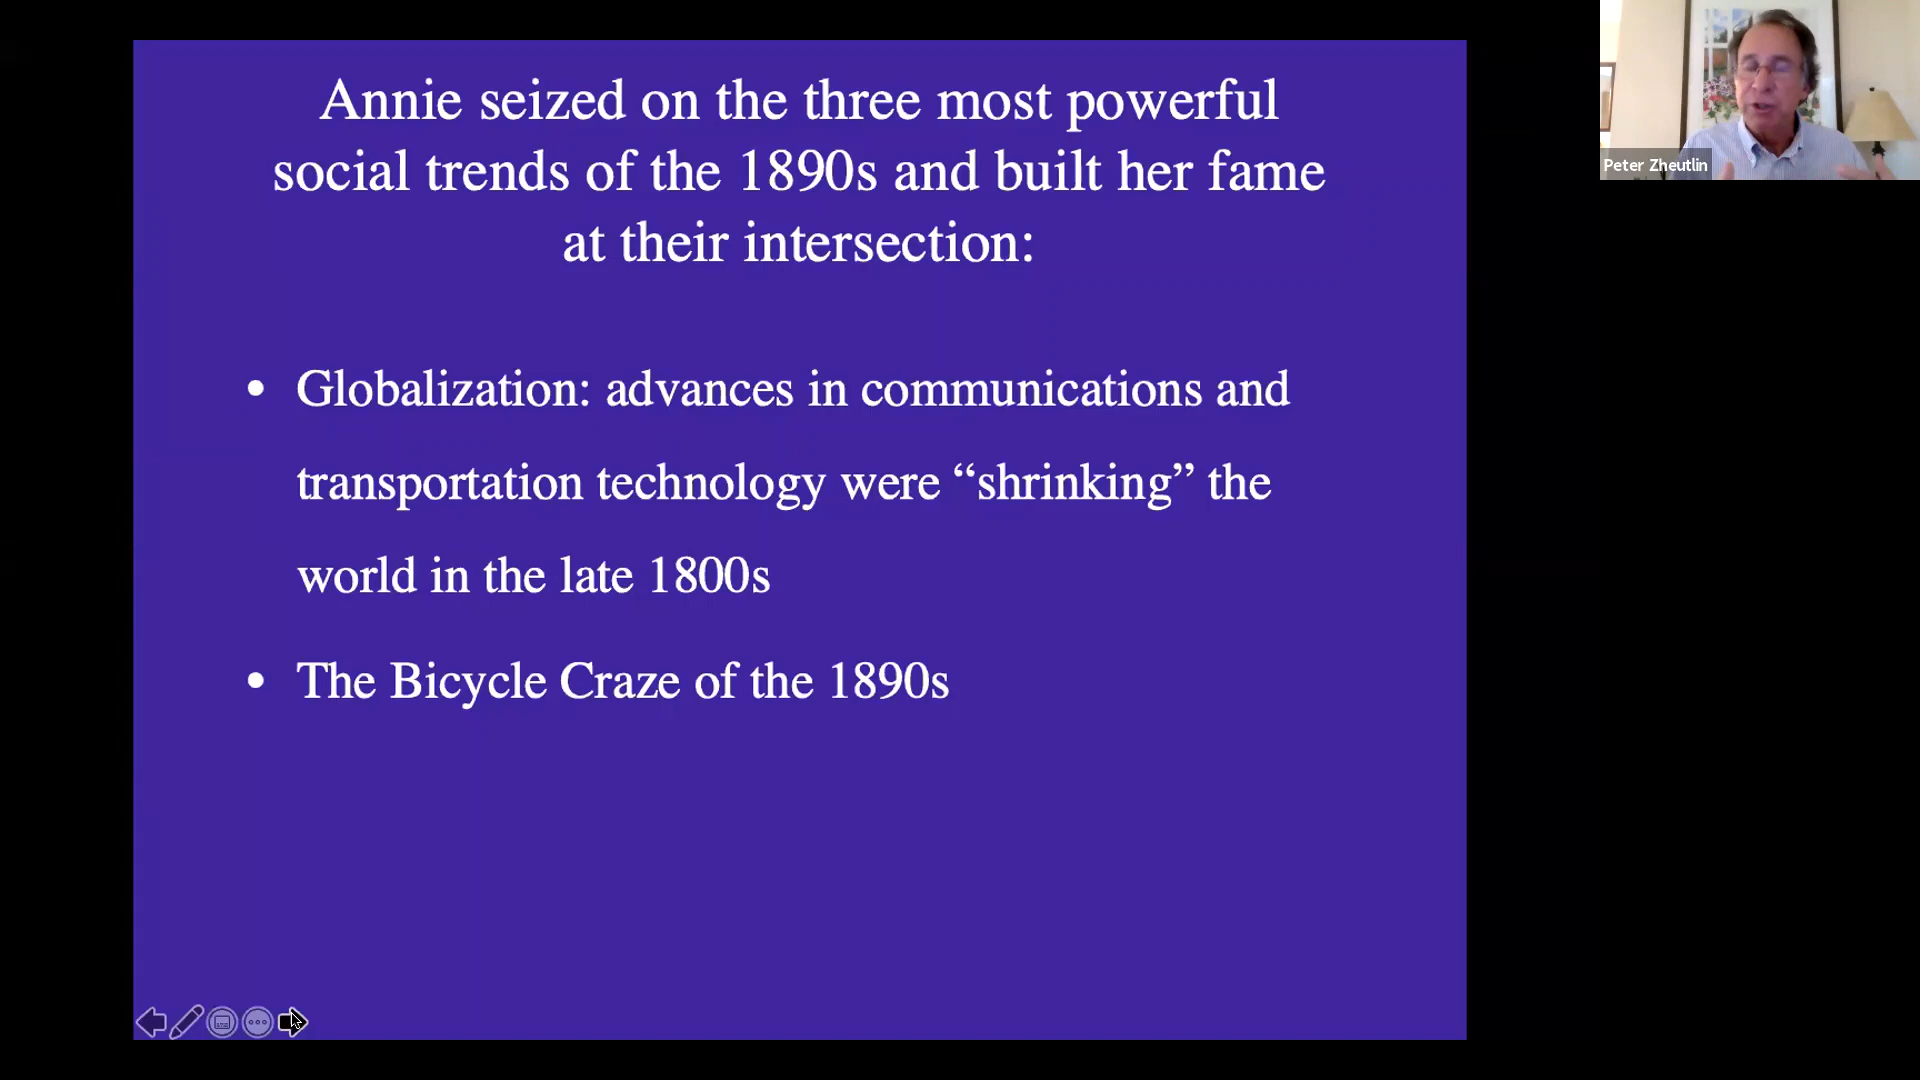 Annie seized on the three most powerful
social trends of the 1890s and built her fame
at their intersection:
• Globalization: advances in communications and
transportation technology were “shrinking” the
world in the late 1800s
• The Bicycle Craze of the 1890s
Peter Zheutlin